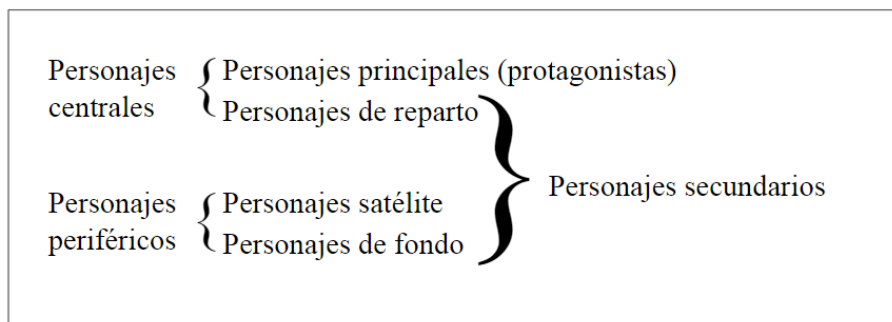 Personajes centrales
Personajes principales (protagonistas)
Personajes de reparto
Personajes periféricos
Personajes satélite
Personajes de fondo
Personajes secundarios